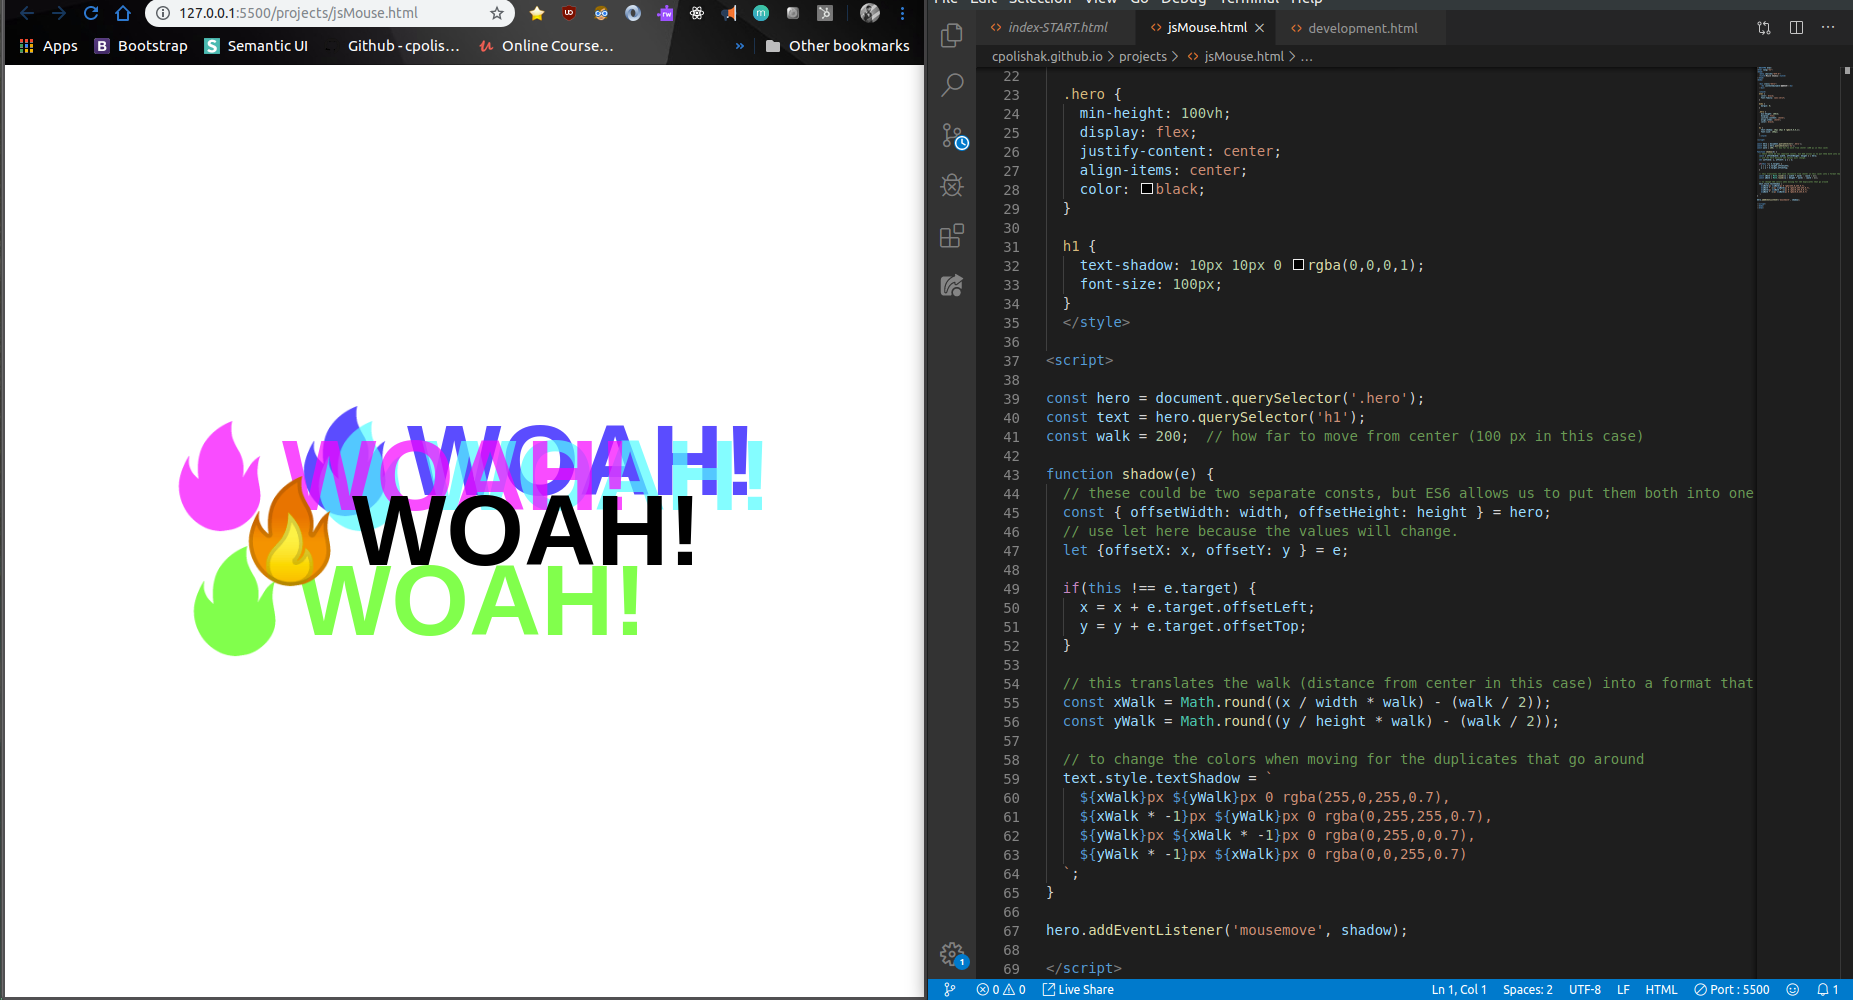 127.0.0.1:5500/projects/jsMouse.html
Apps Bootstrap Semantic UI Github - cpolis... Online Course... » Other bookmarks
WOAH!
WOAH!
WOAH!
WOAH!
WOAH!
File Edit Selection View Go Debug Terminal Help
index-START.html jsMouse.html development.html
cpolishak.github.io > projects > jsMouse.html > ...
22
23 .hero {
24 min-height: 100vh;
25 display: flex;
26 justify-content: center;
27 align-items: center;
28 color: black;
29 }
30
31 h1 {
32 text-shadow: 10px 10px 0 rgba(0,0,0,1);
33 font-size: 100px;
34 }
35 </style>
36
37 <script>
38
39 const hero = document.querySelector('.hero');
40 const text = hero.querySelector('h1');
41 const walk = 200; // how far to move from center (100 px in this case)
42
43 function shadow(e) {
44 // these could be two separate consts, but ES6 allows us to put them both into one
45 const { offsetWidth: width, offsetHeight: height } = hero;
46 // use let here because the values will change.
47 let {offsetX: x, offsetY: y } = e;
48
49 if(this !== e.target) {
50 x = x + e.target.offsetLeft;
51 y = y + e.target.offsetTop;
52 }
53
54 // this translates the walk (distance from center in this case) into a format that
55 const xWalk = Math.round((x / width * walk) - (walk / 2));
56 const yWalk = Math.round((y / height * walk) - (walk / 2));
57
58 // to change the colors when moving for the duplicates that go around
59 text.style.textShadow = `
60 ${xWalk}px ${yWalk}px 0 rgba(255,0,255,0.7),
61 ${xWalk * -1}px ${yWalk}px 0 rgba(0,255,255,0.7),
62 ${yWalk}px ${xWalk * -1}px 0 rgba(0,255,0,0.7),
63 ${yWalk * -1}px ${xWalk}px 0 rgba(0,0,255,0.7)
64 `;
65 }
66
67 hero.addEventListener('mousemove', shadow);
68
69 </script>
0 0 Live Share Ln 1, Col 1 Spaces: 2 UTF-8 LF HTML Port : 5500 1